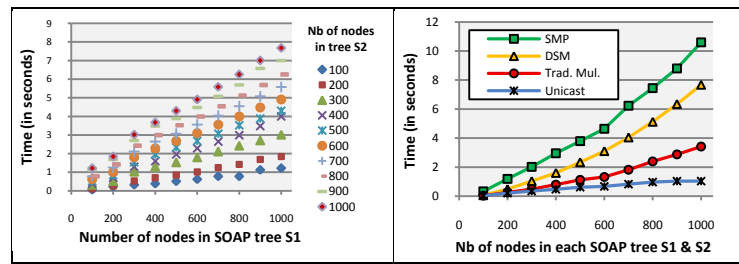 9
8
7
6
5
4
3
2
1
0
Time (in seconds)
0 200 400 600 800 1000
Number of nodes in SOAP tree S1
Nb of nodes
in tree S2
100
200
300
400
500
600
700
800
900
1000
12
10
8
6
4
2
0
Time (in seconds)
SMP
DSM
Trad. Mul.
Unicast
0 200 400 600 800 1000
Nb of nodes in each SOAP tree S1 & S2